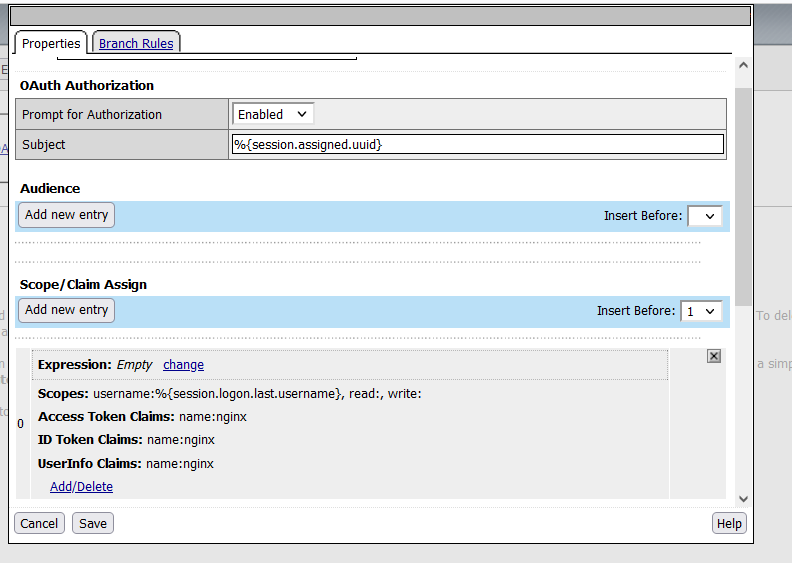 Properties
Branch Rules
OAuth Authorization
Prompt for Authorization Enabled
Subject %{session.assigned.uuid}
Audience
Add new entry Insert Before:
Scope/Claim Assign
Add new entry Insert Before: 1
0
Expression: Empty change
Scopes: username:%{session.logon.last.username}, read:, write:
Access Token Claims: name:nginx
ID Token Claims: name:nginx
UserInfo Claims: name:nginx
Add/Delete
Cancel Save Help
To del
a simp